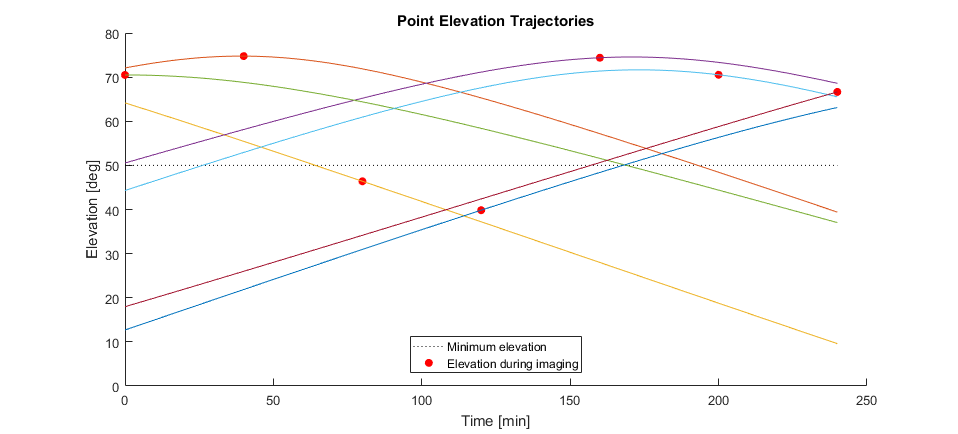 Point Elevation Trajectories
80
70
60
50
40
30
20
10
0
Elevation [deg]
Minimum elevation
Elevation during imaging
0 50 100 150 200 250
Time [min]